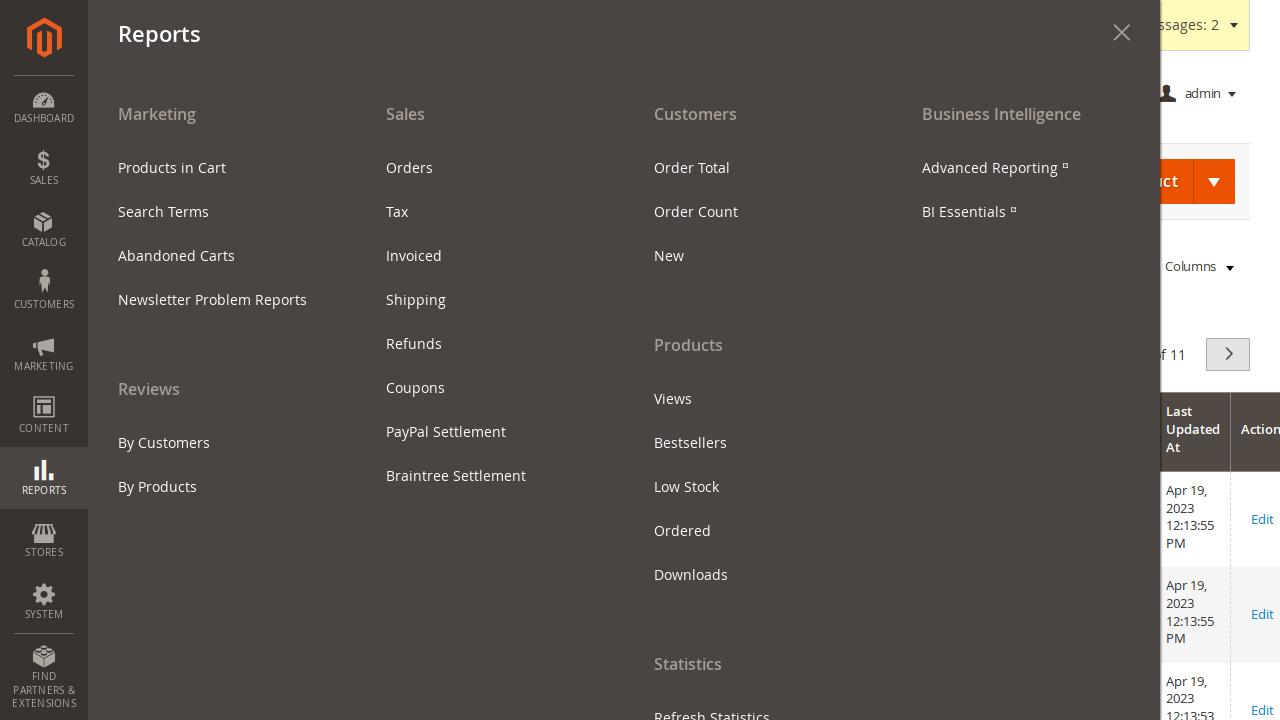 DASHBOARD
SALES
CATALOG
CUSTOMERS
MARKETING
CONTENT
REPORTS
STORES
SYSTEM
FIND
PARTNERS &
EXTENSIONS
Reports
Marketing
Products in Cart
Search Terms
Abandoned Carts
Newsletter Problem Reports
Reviews
By Customers
By Products
Sales
Orders
Tax
Invoiced
Shipping
Refunds
Coupons
PayPal Settlement
Braintree Settlement
Customers
Order Total
Order Count
New
Products
Views
Bestsellers
Low Stock
Ordered
Downloads
Statistics
Refresh Statistics
Business Intelligence
Advanced Reporting
BI Essentials
ssages: 2
admin
ct
Columns
of 11
Last
Updated
At
Action
Apr 19,
2023
12:13:55
PM
Edit
Apr 19,
2023
12:13:55
PM
Edit
Apr 19,
2023
12:13:53
Edit